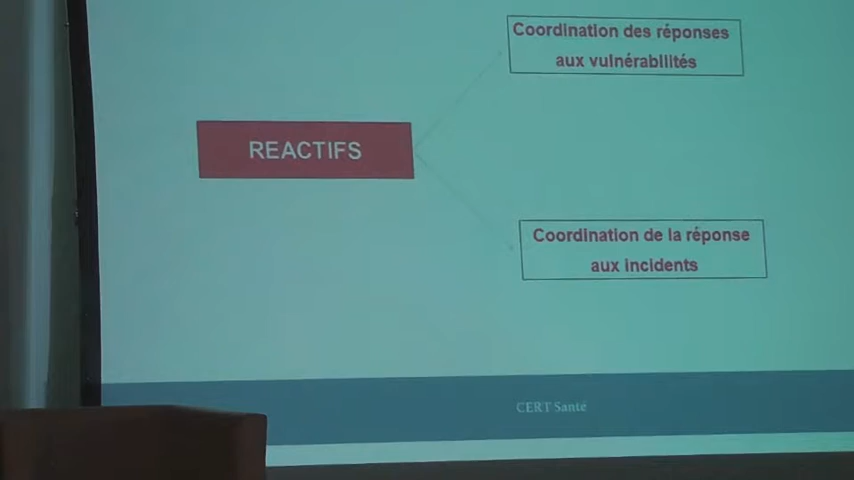 Coordination des réponses
aux vulnérabilités
REACTIFS
Coordination de la réponse
aux incidents
CERT Santé